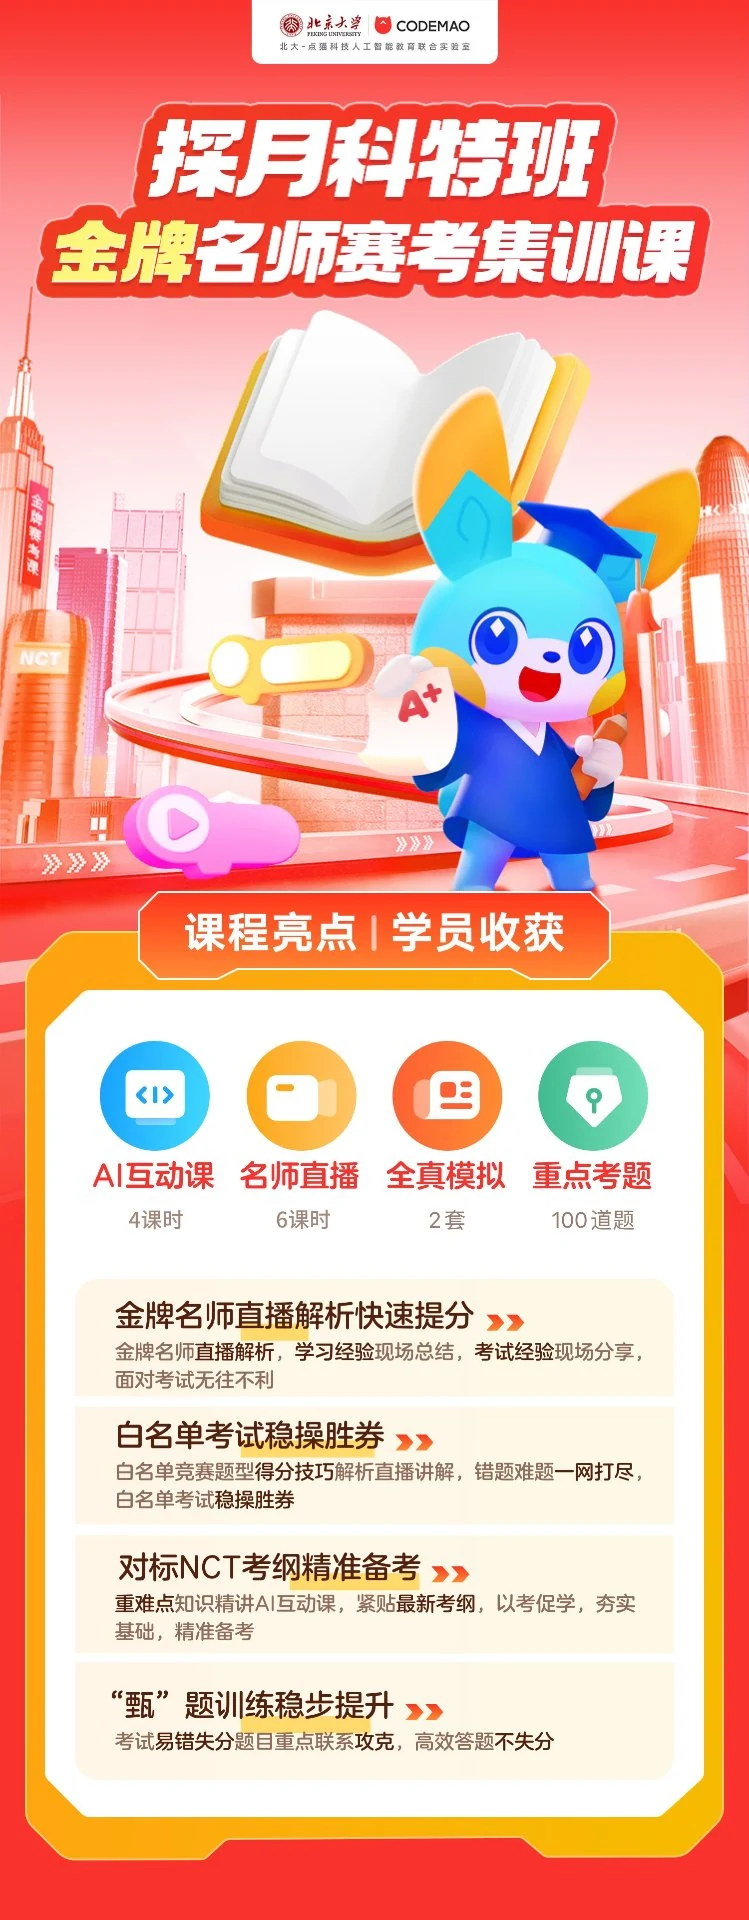 北京大学
PEKING UNIVERSITY
CODEMAO
北大-点猫科技人工智能教育联合实验室
探月科特班
金牌名师赛考集训课
NCT
A+
课程亮点 | 学员收获
AI互动课 名师直播 全真模拟 重点考题
4课时 6课时 2套 100道题
金牌名师直播解析快速提分
金牌名师直播解析，学习经验现场总结，考试经验现场分享，
面对考试无往不利
白名单考试稳操胜券
白名单竞赛题型得分技巧解析直播讲解，错题难题一网打尽，
白名单考试稳操胜券
对标NCT考纲精准备考
重难点知识精讲AI互动课，紧贴最新考纲，以考促学，夯实
基础，精准备考
“甄”题训练稳步提升
考试易错失分题目重点联系攻克，高效答题不失分